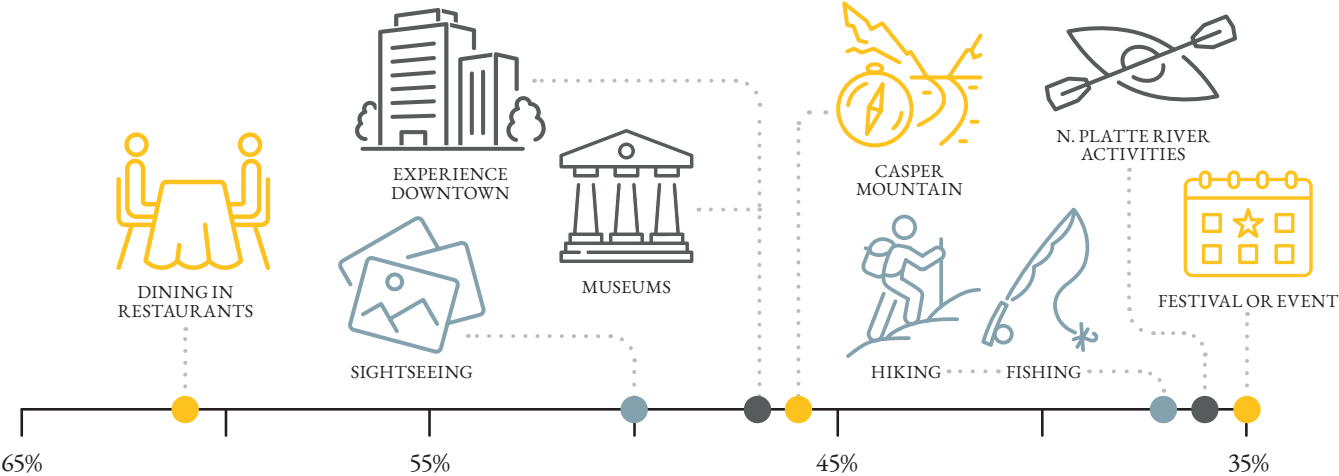 DINING IN
RESTAURANTS
EXPERIENCE
DOWNTOWN
SIGHTSEEING
MUSEUMS
CASPER
MOUNTAIN
HIKING
FISHING
N. PLATTE RIVER
ACTIVITIES
FESTIVAL OR EVENT
65%
55%
45%
35%